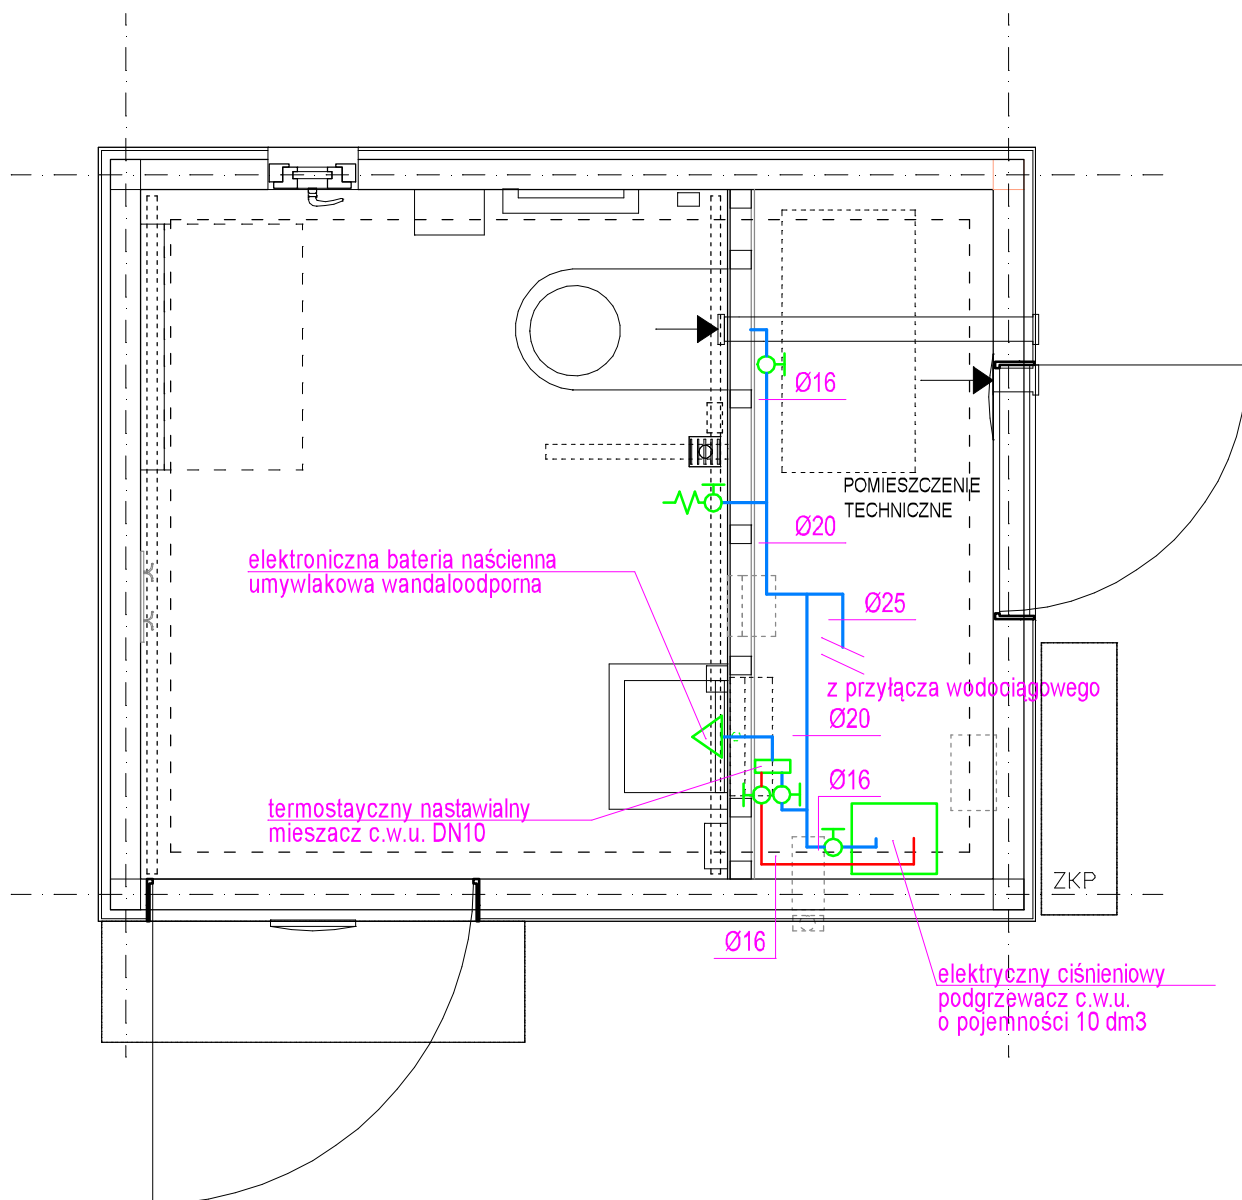 Ø16
POMIESZCZENIE
TECHNICZNE
Ø20
elektroniczna bateria naścienna
umywlakowa wandaloodporna
Ø25
z przyłącza wodociągowego
Ø20
Ø16
termostayczny nastawialny
mieszacz c.w.u. DN10
ZKP
Ø16
elektryczny ciśnieniowy
podgrzewacz c.w.u.
o pojemności 10 dm3